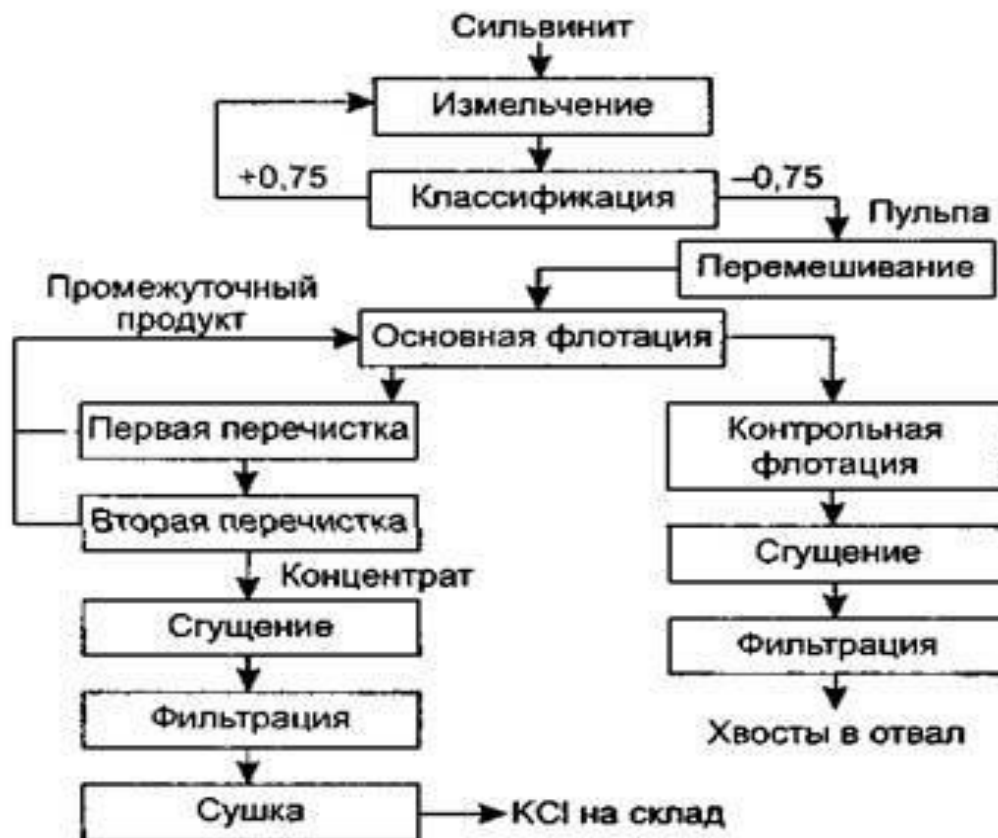 Сильвинит
Измельчение
+0,75
Классификация
–0,75
Пульпа
Перемешивание
Промежуточный
продукт
Основная флотация
Первая перечистка
Контрольная
флотация
Вторая перечистка
Концентрат
Сгущение
Сгущение
Фильтрация
Фильтрация
Хвосты в отвал
Сушка
KCl на склад